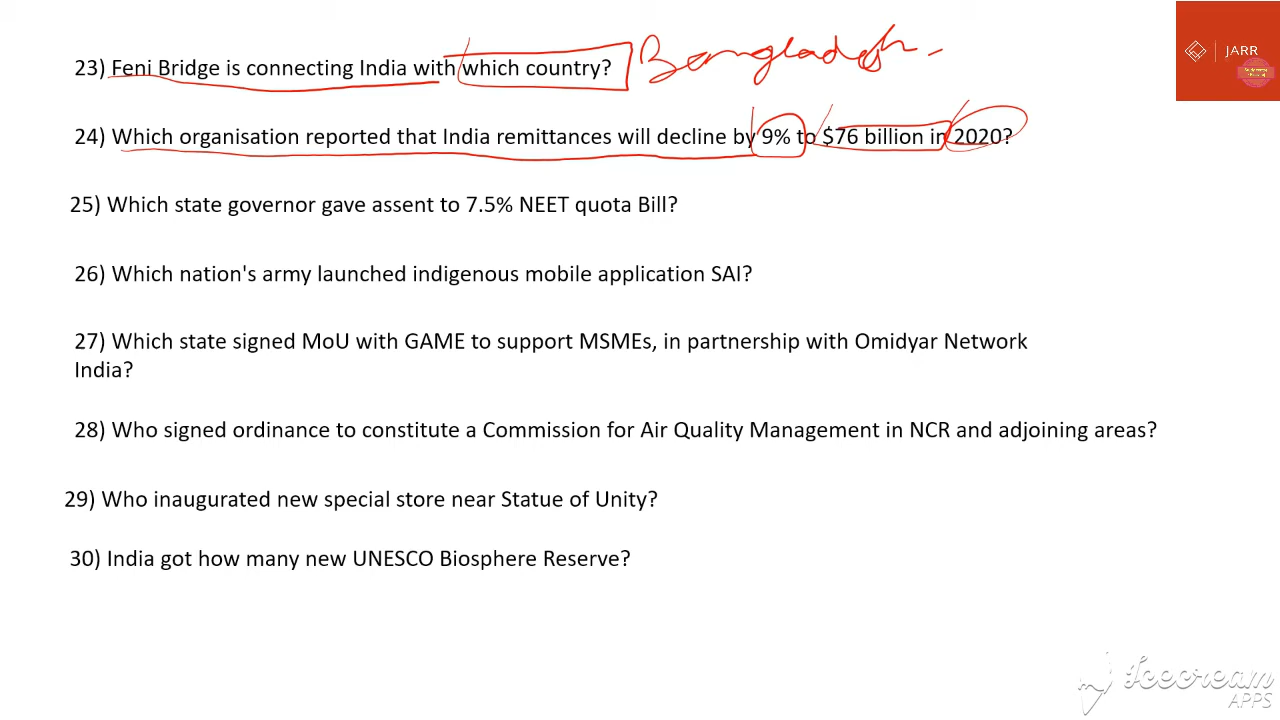 23) Feni Bridge is connecting India with which country? Bangladesh
JARR
24) Which organisation reported that India remittances will decline by 9% to $76 billion in 2020?
25) Which state governor gave assent to 7.5% NEET quota Bill?
26) Which nation's army launched indigenous mobile application SAI?
27) Which state signed MoU with GAME to support MSMEs, in partnership with Omidyar Network
India?
28) Who signed ordinance to constitute a Commission for Air Quality Management in NCR and adjoining areas?
29) Who inaugurated new special store near Statue of Unity?
30) India got how many new UNESCO Biosphere Reserve?
Icecream
APPS